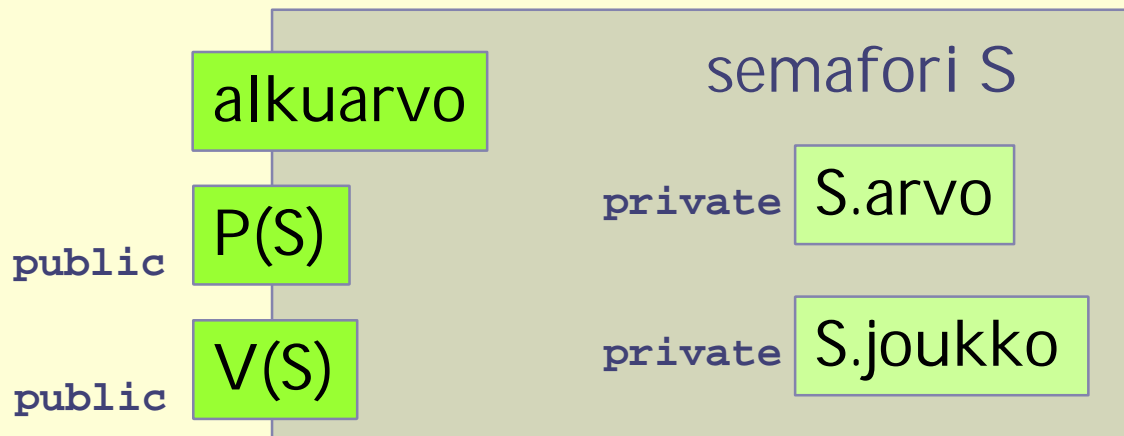 semafori S
alkuarvo
private S.arvo
public P(S)
private S.joukko
public V(S)